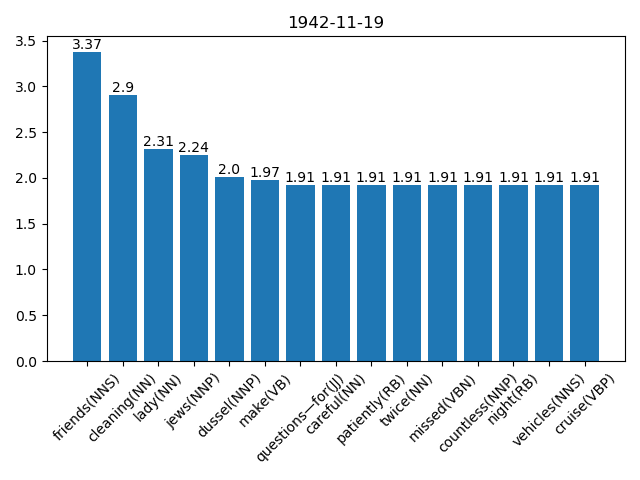 1942-11-19
3.5
3.0
2.5
2.0
1.5
1.0
0.5
0.0
3.37
2.9
2.31
2.24
2.0
1.97
1.91
1.91
1.91
1.91
1.91
1.91
1.91
1.91
1.91
friends(NNS)
cleaning(NN)
lady(NN)
jews(NNP)
dussel(NNP)
make(VB)
questions—for(JJ)
careful(NN)
patiently(RB)
twice(NN)
missed(VBN)
countless(NNP)
night(RB)
vehicles(NNS)
cruise(VBP)